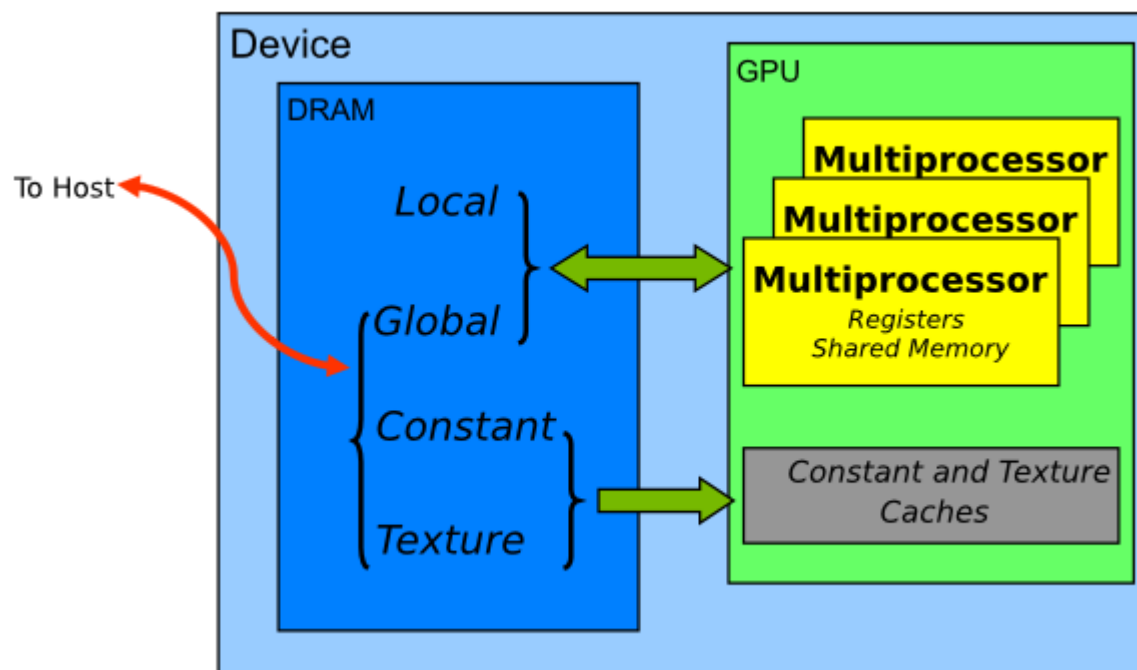 Device
DRAM
GPU
To Host
Local
Global
Constant
Texture
Multiprocessor
Multiprocessor
Multiprocessor
Registers
Shared Memory
Constant and Texture
Caches